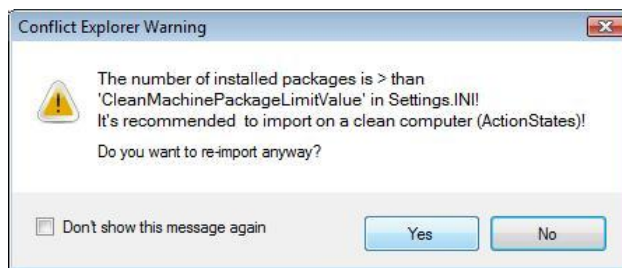 Conflict Explorer Warning
The number of installed packages is > than
'CleanMachinePackageLimitValue' in Settings.INI!
It's recommended to import on a clean computer (ActionStates)!
Do you want to re-import anyway?
Don't show this message again
Yes
No